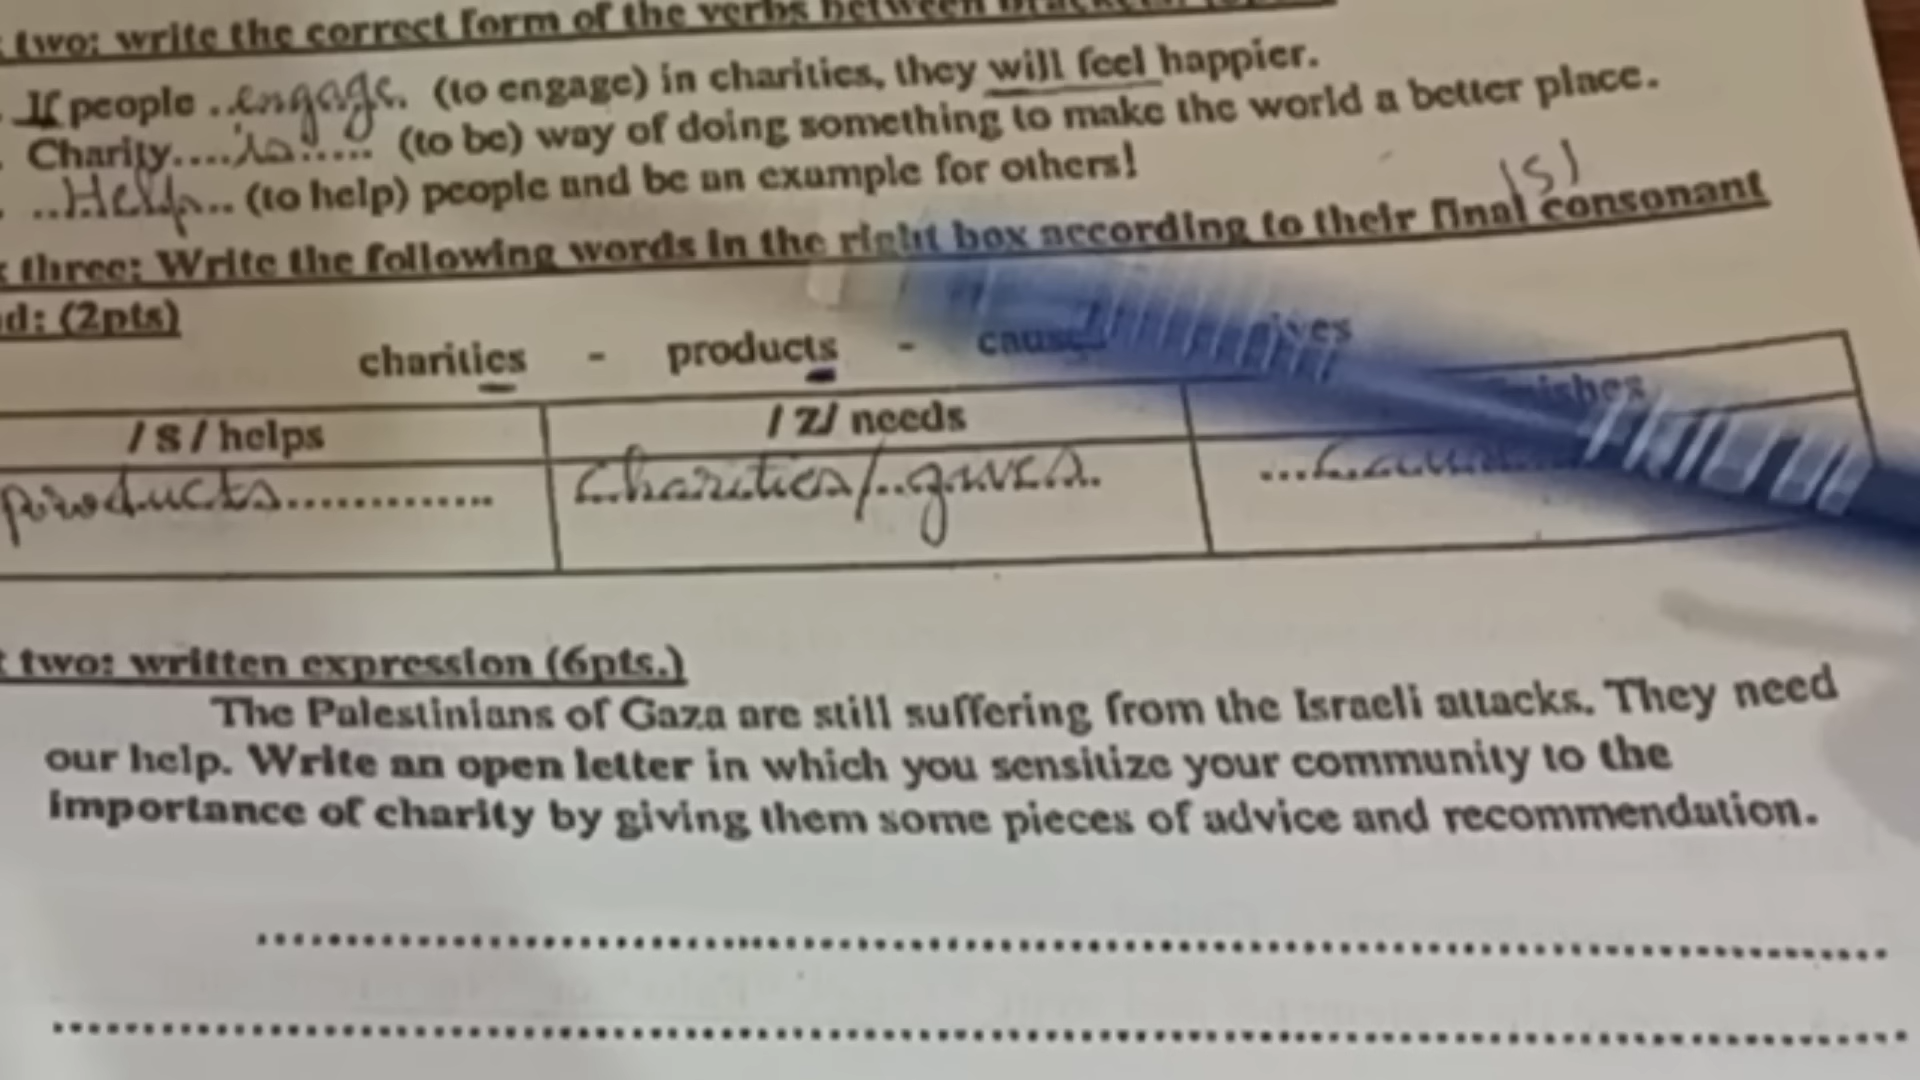 two: write the correct form of the verbs between brackets.
If people ..engage. (to engage) in charities, they will feel happier.
Charity....is..... (to be) way of doing something to make the world a better place.
..Help.. (to help) people and be an example for others!
/s/
three: Write the following words in the right box according to their final consonant
d: (2pts)
charities - products - gives
/ s / helps / z/ needs
products............. charities/..gives.
two: written expression (6pts.)
The Palestinians of Gaza are still suffering from the Israeli attacks. They need
our help. Write an open letter in which you sensitize your community to the
importance of charity by giving them some pieces of advice and recommendation.